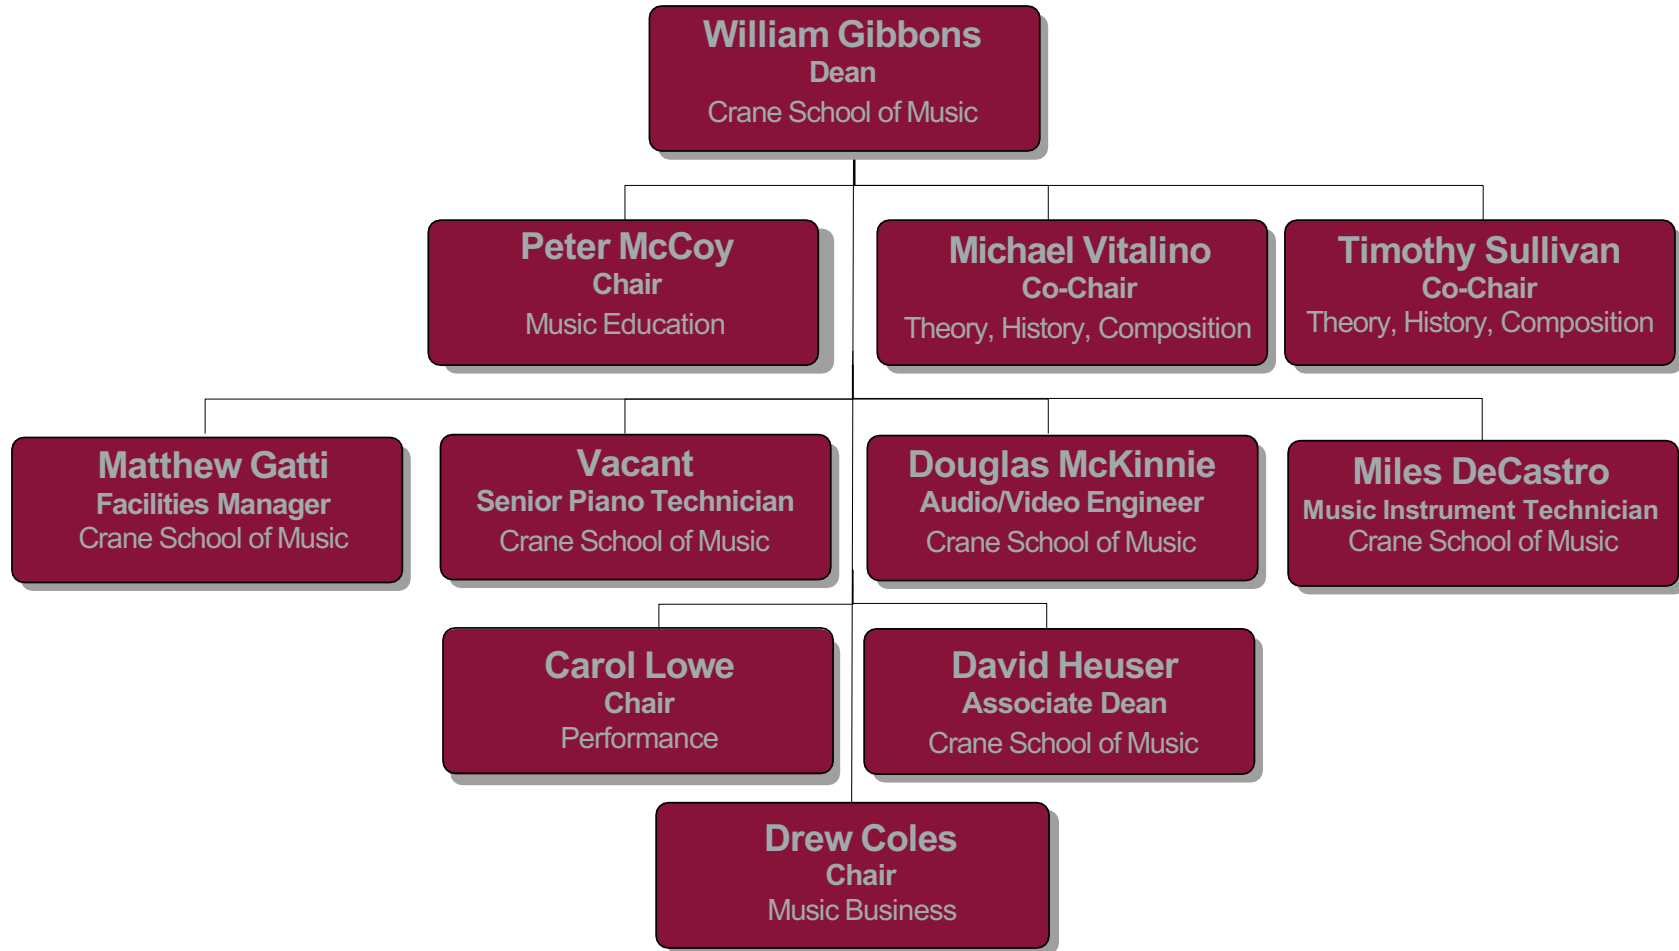 William Gibbons
Dean
Crane School of Music
Peter McCoy
Chair
Music Education
Michael Vitalino
Co-Chair
Theory, History, Composition
Timothy Sullivan
Co-Chair
Theory, History, Composition
Matthew Gatti
Facilities Manager
Crane School of Music
Vacant
Senior Piano Technician
Crane School of Music
Douglas McKinnie
Audio/Video Engineer
Crane School of Music
Miles DeCastro
Music Instrument Technician
Crane School of Music
Carol Lowe
Chair
Performance
David Heuser
Associate Dean
Crane School of Music
Drew Coles
Chair
Music Business